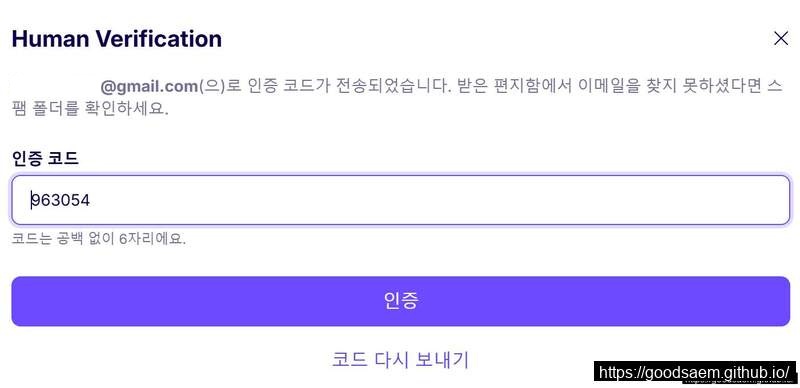 Human Verification
@gmail.com(으)로 인증 코드가 전송되었습니다. 받은 편지함에서 이메일을 찾지 못하셨다면 스
팸 폴더를 확인하세요.
인증 코드
963054
코드는 공백 없이 6자리에요.
인증
코드 다시 보내기
https://goodsaem.github.io/